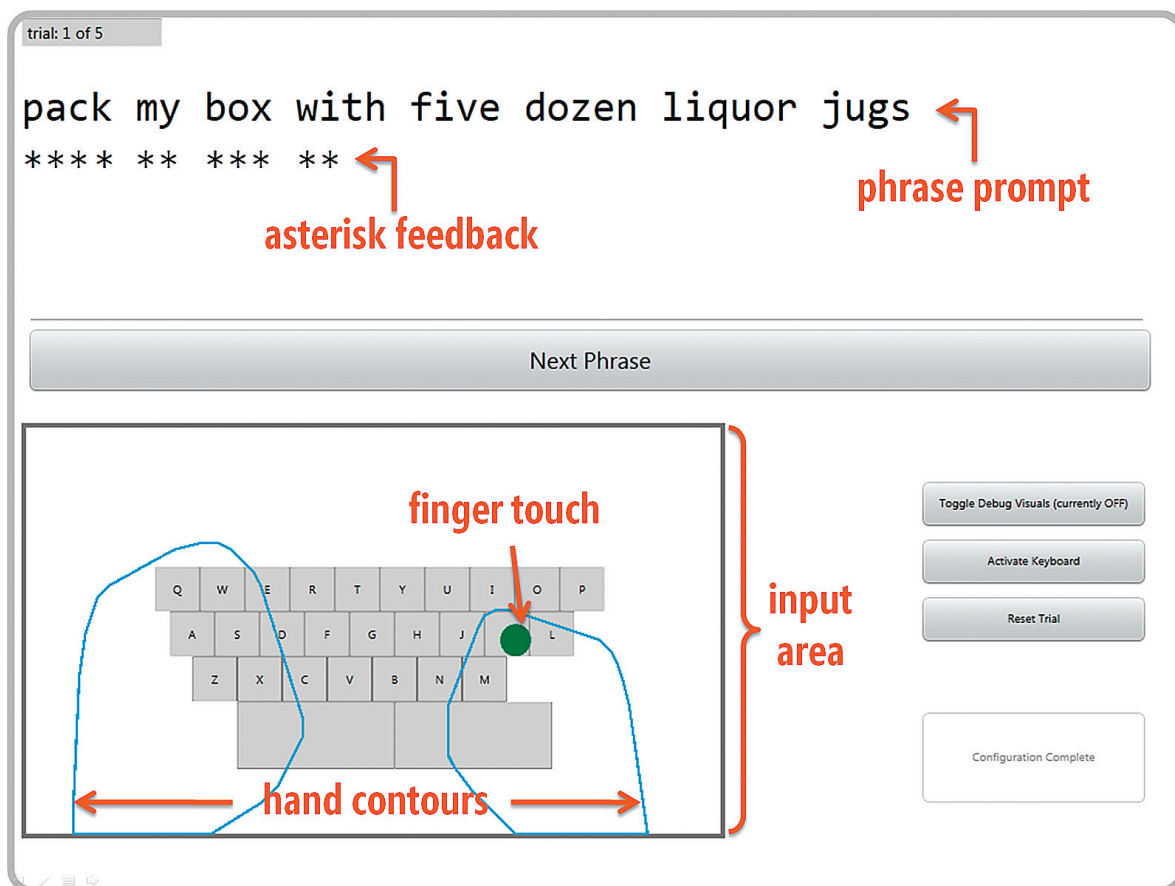 trial: 1 of 5
pack my box with five dozen liquor jugs
**** ** *** **
phrase prompt
asterisk feedback
Next Phrase
finger touch
Toggle Debug Visuals (currently OFF)
Activate Keyboard
Reset Trial
Q W E R T Y U I O P
A S D F G H J L
Z X C V B N M
input
area
hand contours
Configuration Complete